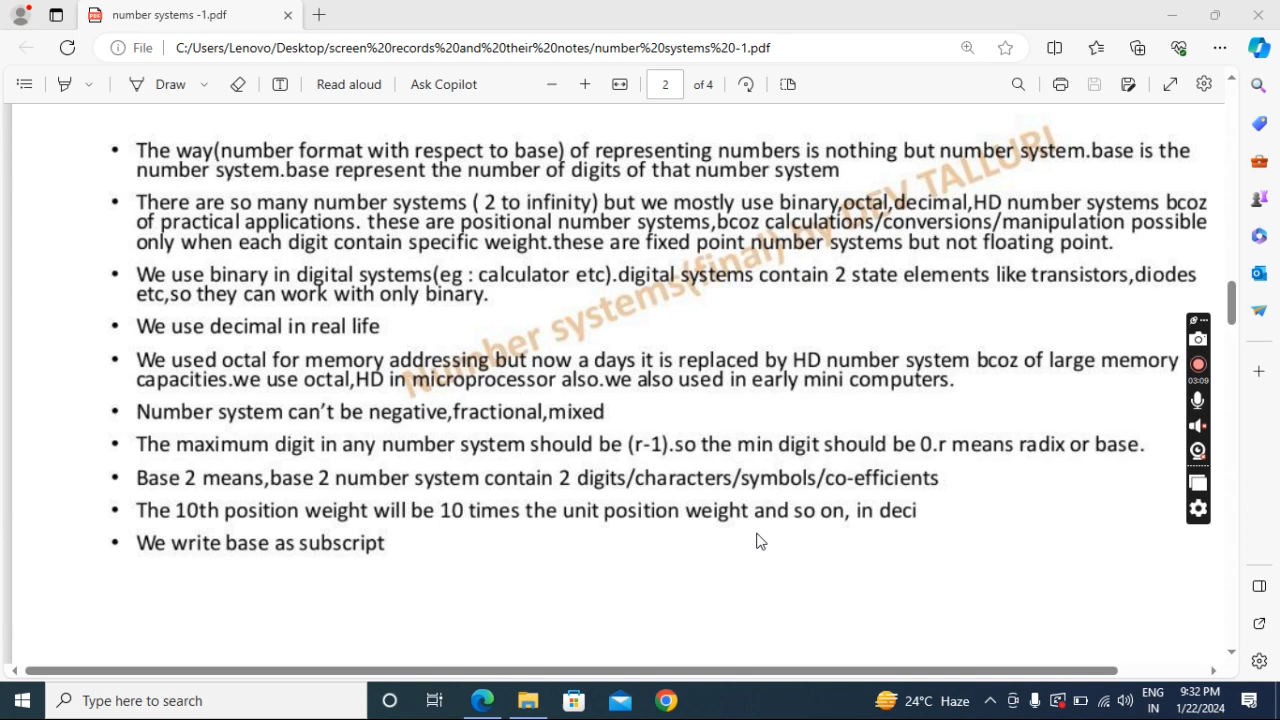 number systems -1.pdf
File
C:/Users/Lenovo/Desktop/screen%20records%20and%20their%20notes/number%20systems%20-1.pdf
Draw
Read aloud
Ask Copilot
2
of 4
• The way(number format with respect to base) of representing numbers is nothing but number system.base is the
number system.base represent the number of digits of that number system
• There are so many number systems ( 2 to infinity) but we mostly use binary,octal,decimal,HD number systems bcoz
of practical applications. these are positional number systems,bcoz calculations/conversions/manipulation possible
only when each digit contain specific weight.these are fixed point number systems but not floating point.
• We use binary in digital systems(eg : calculator etc).digital systems contain 2 state elements like transistors,diodes
etc,so they can work with only binary.
• We use decimal in real life
• We used octal for memory addressing but now a days it is replaced by HD number system bcoz of large memory
capacities.we use octal,HD in microprocessor also.we also used in early mini computers.
• Number system can't be negative,fractional,mixed
• The maximum digit in any number system should be (r-1).so the min digit should be 0.r means radix or base.
• Base 2 means,base 2 number system contain 2 digits/characters/symbols/co-efficients
• The 10th position weight will be 10 times the unit position weight and so on, in deci
• We write base as subscript
Number systems(final) by DEV TALLURI
03:09
Type here to search
24°C Haze
ENG
IN
9:32 PM
1/22/2024